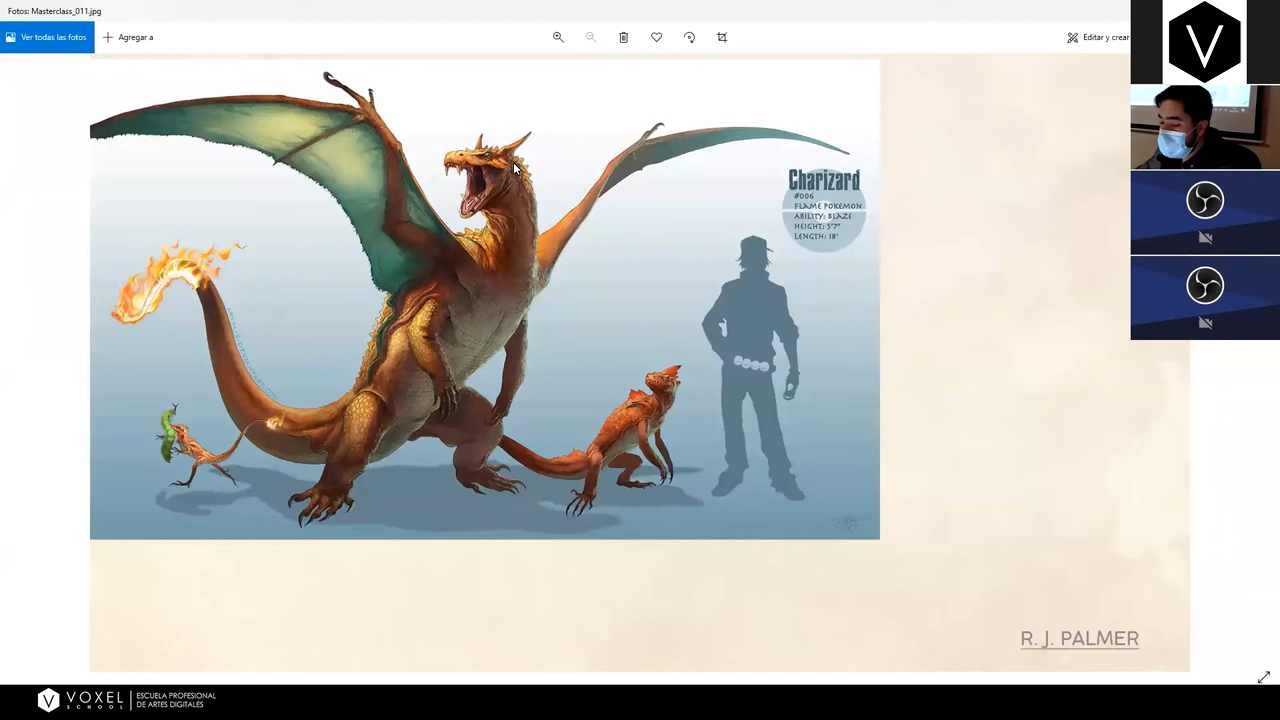 Fotos: Masterclass_011.jpg
Ver todas las fotos
Agregar a
Editar y crear
Charizard
#006
FLAME POKEMON
ABILITY: BLAZE
HEIGHT: 5'7"
LENGTH: 18'
R. J. PALMER
VOXEL
SCHOOL
ESCUELA PROFESIONAL
DE ARTES DIGITALES